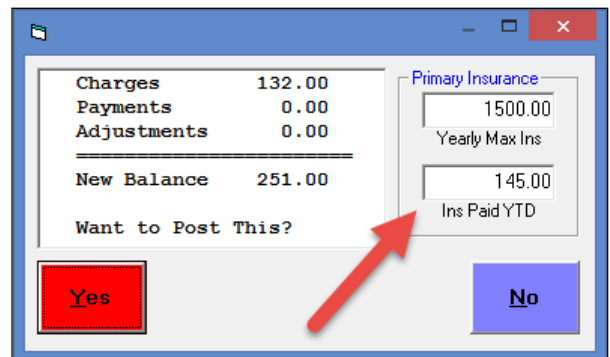 Charges 132.00
Payments 0.00
Adjustments 0.00
=======================
New Balance 251.00
Want to Post This?
Primary Insurance
1500.00
Yearly Max Ins
145.00
Ins Paid YTD
Yes
No